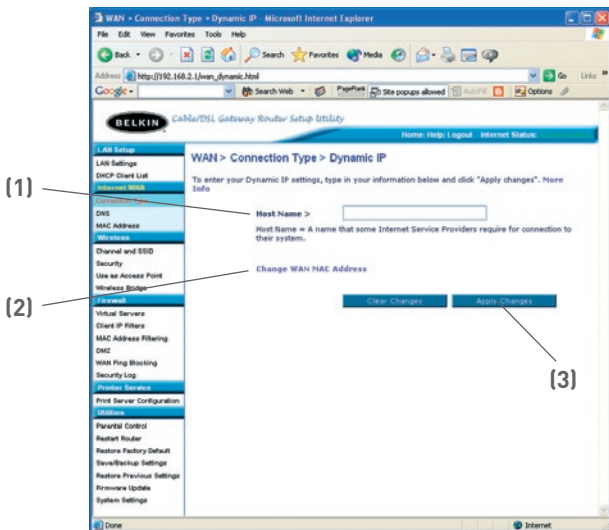 WAN > Connection Type > Dynamic IP - Microsoft Internet Explorer
File Edit View Favorites Tools Help
Back Search Favorites Media
Address http://192.168.2.1/wan_dynamic.html Go Links »
Google Search Web PageRank Site popups allowed AutoFill Options
BELKIN Cable/DSL Gateway Router Setup Utility
Home| Help| Logout Internet Status:
LAN Setup
LAN Settings
DHCP Client List
Internet WAN
Connection Type
DNS
MAC Address
Wireless
Channel and SSID
Security
Use as Access Point
Wireless Bridge
Firewall
Virtual Servers
Client IP Filters
MAC Address Filtering
DMZ
WAN Ping Blocking
Security Log
Printer Service
Print Server Configuration
Utilities
Parental Control
Restart Router
Restore Factory Default
Save/Backup Settings
Restore Previous Settings
Firmware Update
System Settings
WAN > Connection Type > Dynamic IP
To enter your Dynamic IP settings, type in your information below and click "Apply changes". More
Info
(1)
Host Name >
Host Name = A name that some Internet Service Providers require for connection to
their system.
(2)
Change WAN MAC Address
Clear Changes Apply Changes
(3)
Done Internet